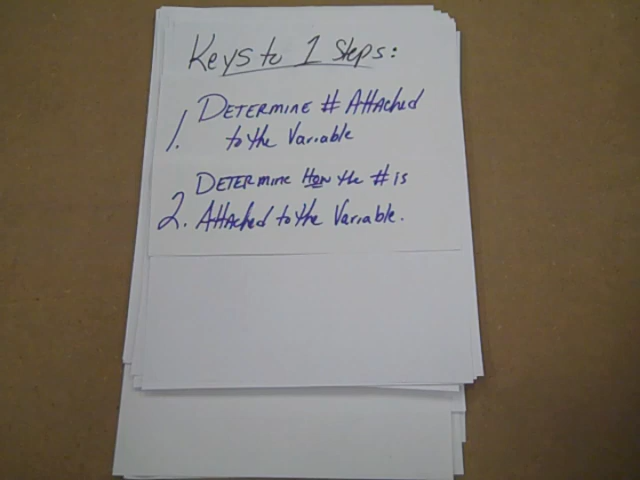 Keys to 1 Steps:
1. DETERMINE # Attached
to the Variable
DETERMINE HOW the # is
2. Attached to the Variable.